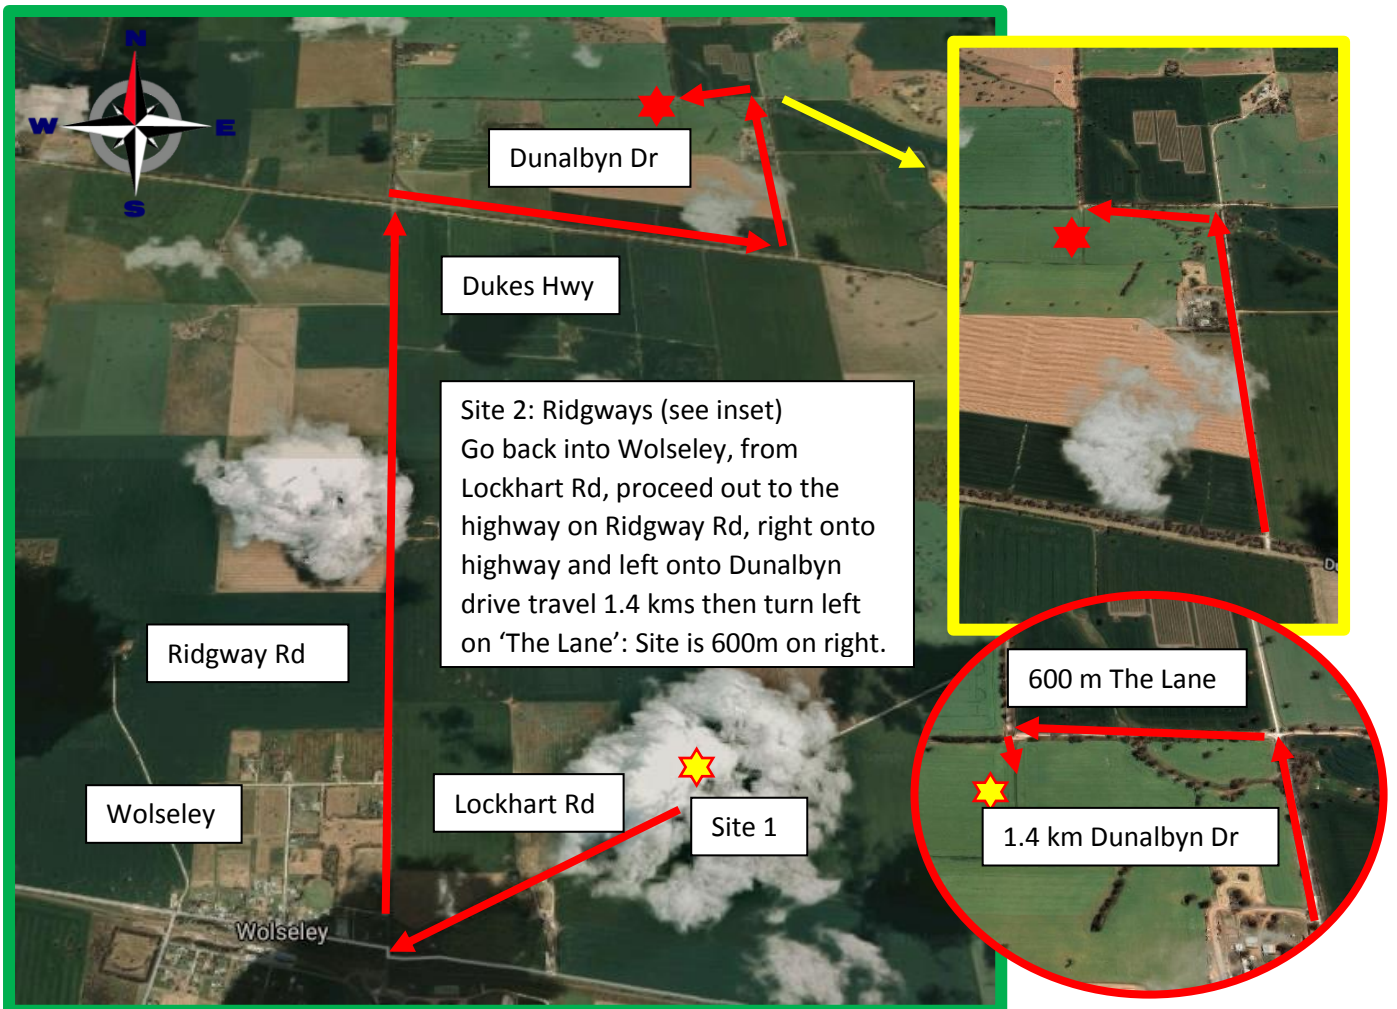 N
W
E
S
Dunalbyn Dr
Dukes Hwy
Site 2: Ridgways (see inset)
Go back into Wolseley, from
Lockhart Rd, proceed out to the
highway on Ridgway Rd, right onto
highway and left onto Dunalbyn
drive travel 1.4 kms then turn left
on ‘The Lane’: Site is 600m on right.
Ridgway Rd
600 m The Lane
Wolseley
Lockhart Rd
Site 1
1.4 km Dunalbyn Dr
Wolseley